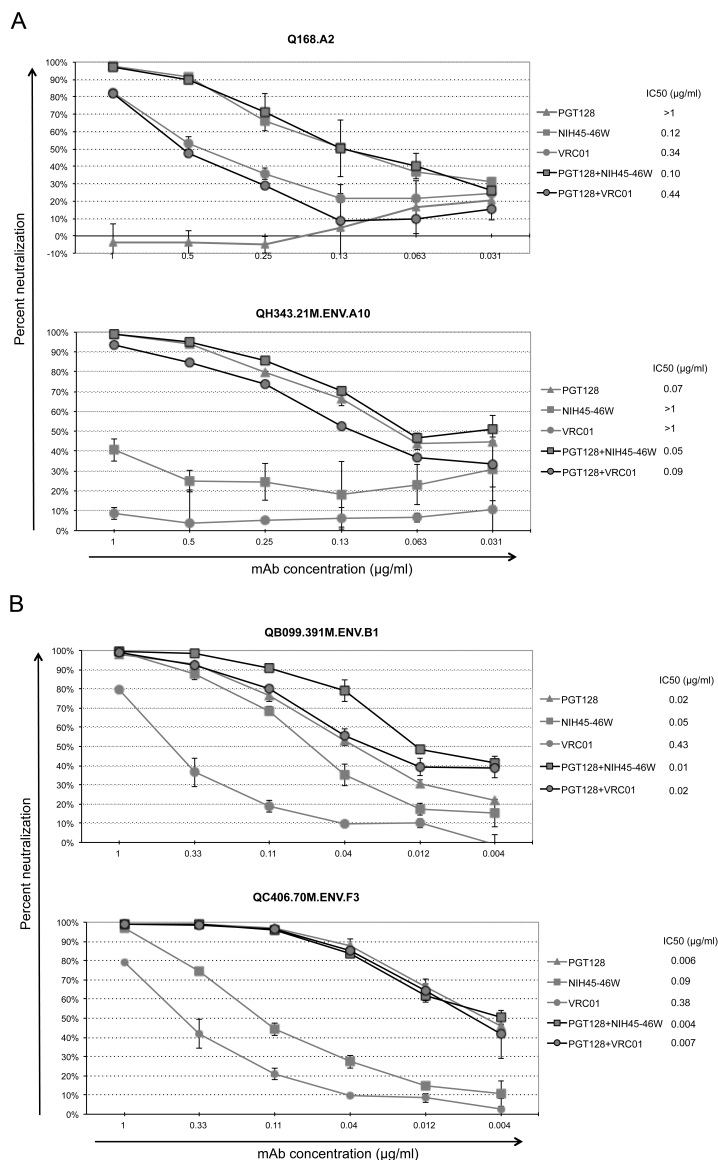 A
Q168.A2
100%
90%
80%
70%
60%
50%
40%
30%
20%
10%
0%
-10%
1 0.5 0.25 0.13 0.063 0.031
IC50 (µg/ml)
PGT128 >1
NIH45-46W 0.12
VRC01 0.34
PGT128+NIH45-46W 0.10
PGT128+VRC01 0.44
Percent neutralization
QH343.21M.ENV.A10
100%
90%
80%
70%
60%
50%
40%
30%
20%
10%
0%
1 0.5 0.25 0.13 0.063 0.031
IC50 (µg/ml)
PGT128 0.07
NIH45-46W >1
VRC01 >1
PGT128+NIH45-46W 0.05
PGT128+VRC01 0.09
mAb concentration (µg/ml)
B
QB099.391M.ENV.B1
100%
90%
80%
70%
60%
50%
40%
30%
20%
10%
0%
1 0.33 0.11 0.04 0.012 0.004
IC50 (µg/ml)
PGT128 0.02
NIH45-46W 0.05
VRC01 0.43
PGT128+NIH45-46W 0.01
PGT128+VRC01 0.02
Percent neutralization
QC406.70M.ENV.F3
100%
90%
80%
70%
60%
50%
40%
30%
20%
10%
0%
1 0.33 0.11 0.04 0.012 0.004
IC50 (µg/ml)
PGT128 0.006
NIH45-46W 0.09
VRC01 0.38
PGT128+NIH45-46W 0.004
PGT128+VRC01 0.007
mAb concentration (µg/ml)